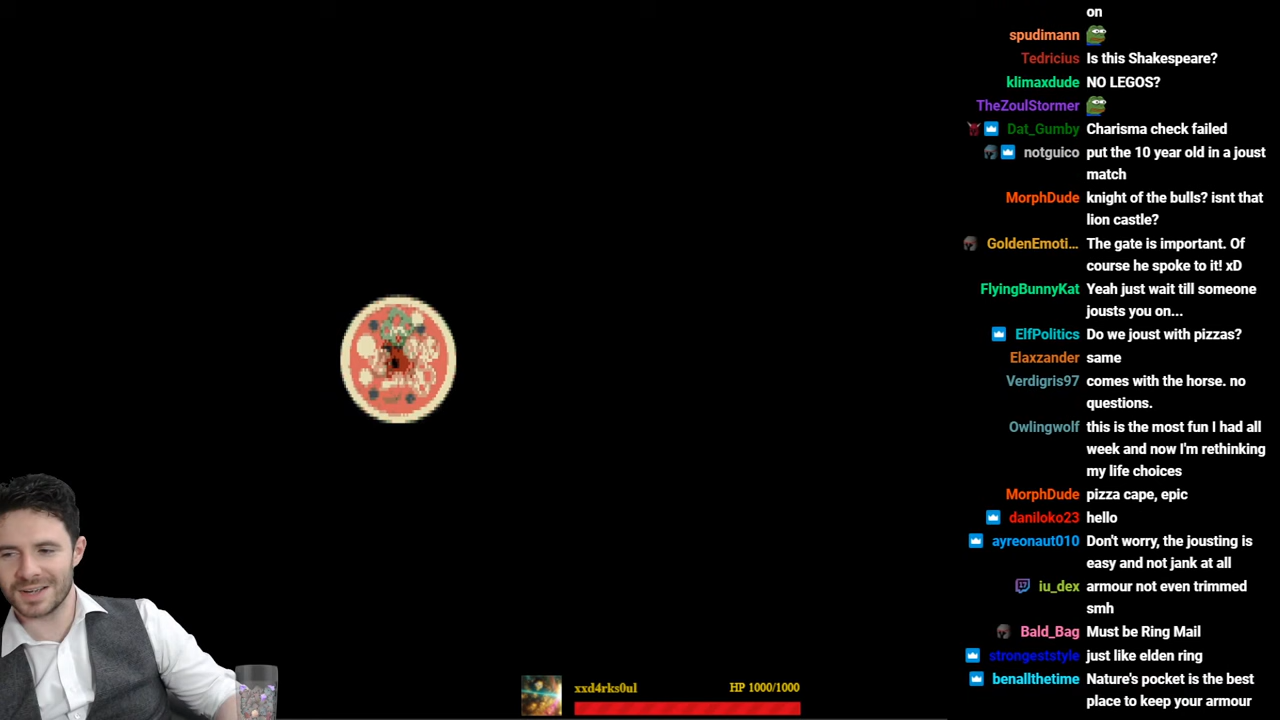 on
spudimann
Tedricius Is this Shakespeare?
klimaxdude NO LEGOS?
TheZoulStormer
Dat_Gumby Charisma check failed
notguico put the 10 year old in a joust
match
MorphDude knight of the bulls? isnt that
lion castle?
GoldenEmoti... The gate is important. Of
course he spoke to it! xD
FlyingBunnyKat Yeah just wait till someone
jousts you on...
ElfPolitics Do we joust with pizzas?
Elaxzander same
Verdigris97 comes with the horse. no
questions.
Owlingwolf this is the most fun I had all
week and now I'm rethinking
my life choices
MorphDude pizza cape, epic
daniloko23 hello
ayreonaut010 Don't worry, the jousting is
easy and not jank at all
iu_dex armour not even trimmed
smh
Bald_Bag Must be Ring Mail
strongeststyle just like elden ring
benallthetime Nature's pocket is the best
place to keep your armour
xxd4rks0ul HP 1000/1000